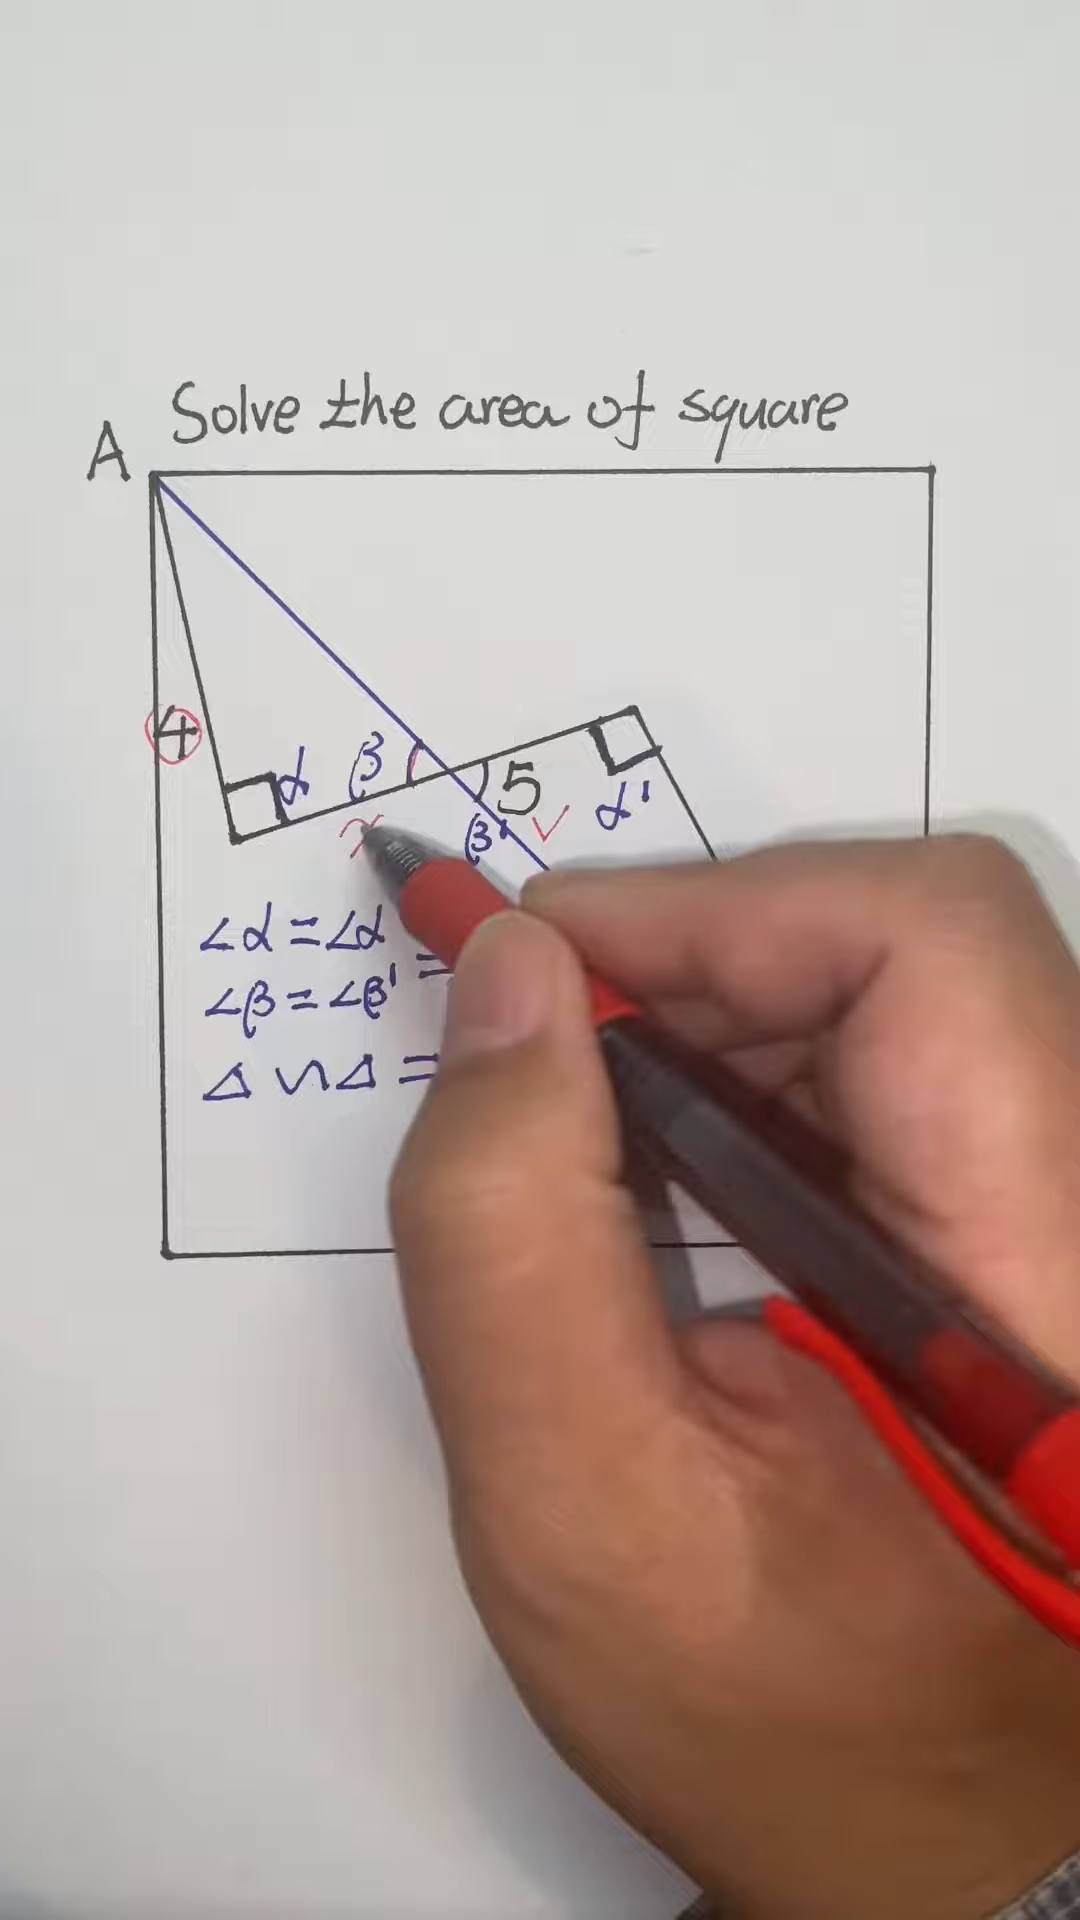 Solve the area of square
A
4
α β
5
α'
x
β'
∠α = ∠α
∠β = ∠β' =
Δ ∽ Δ =